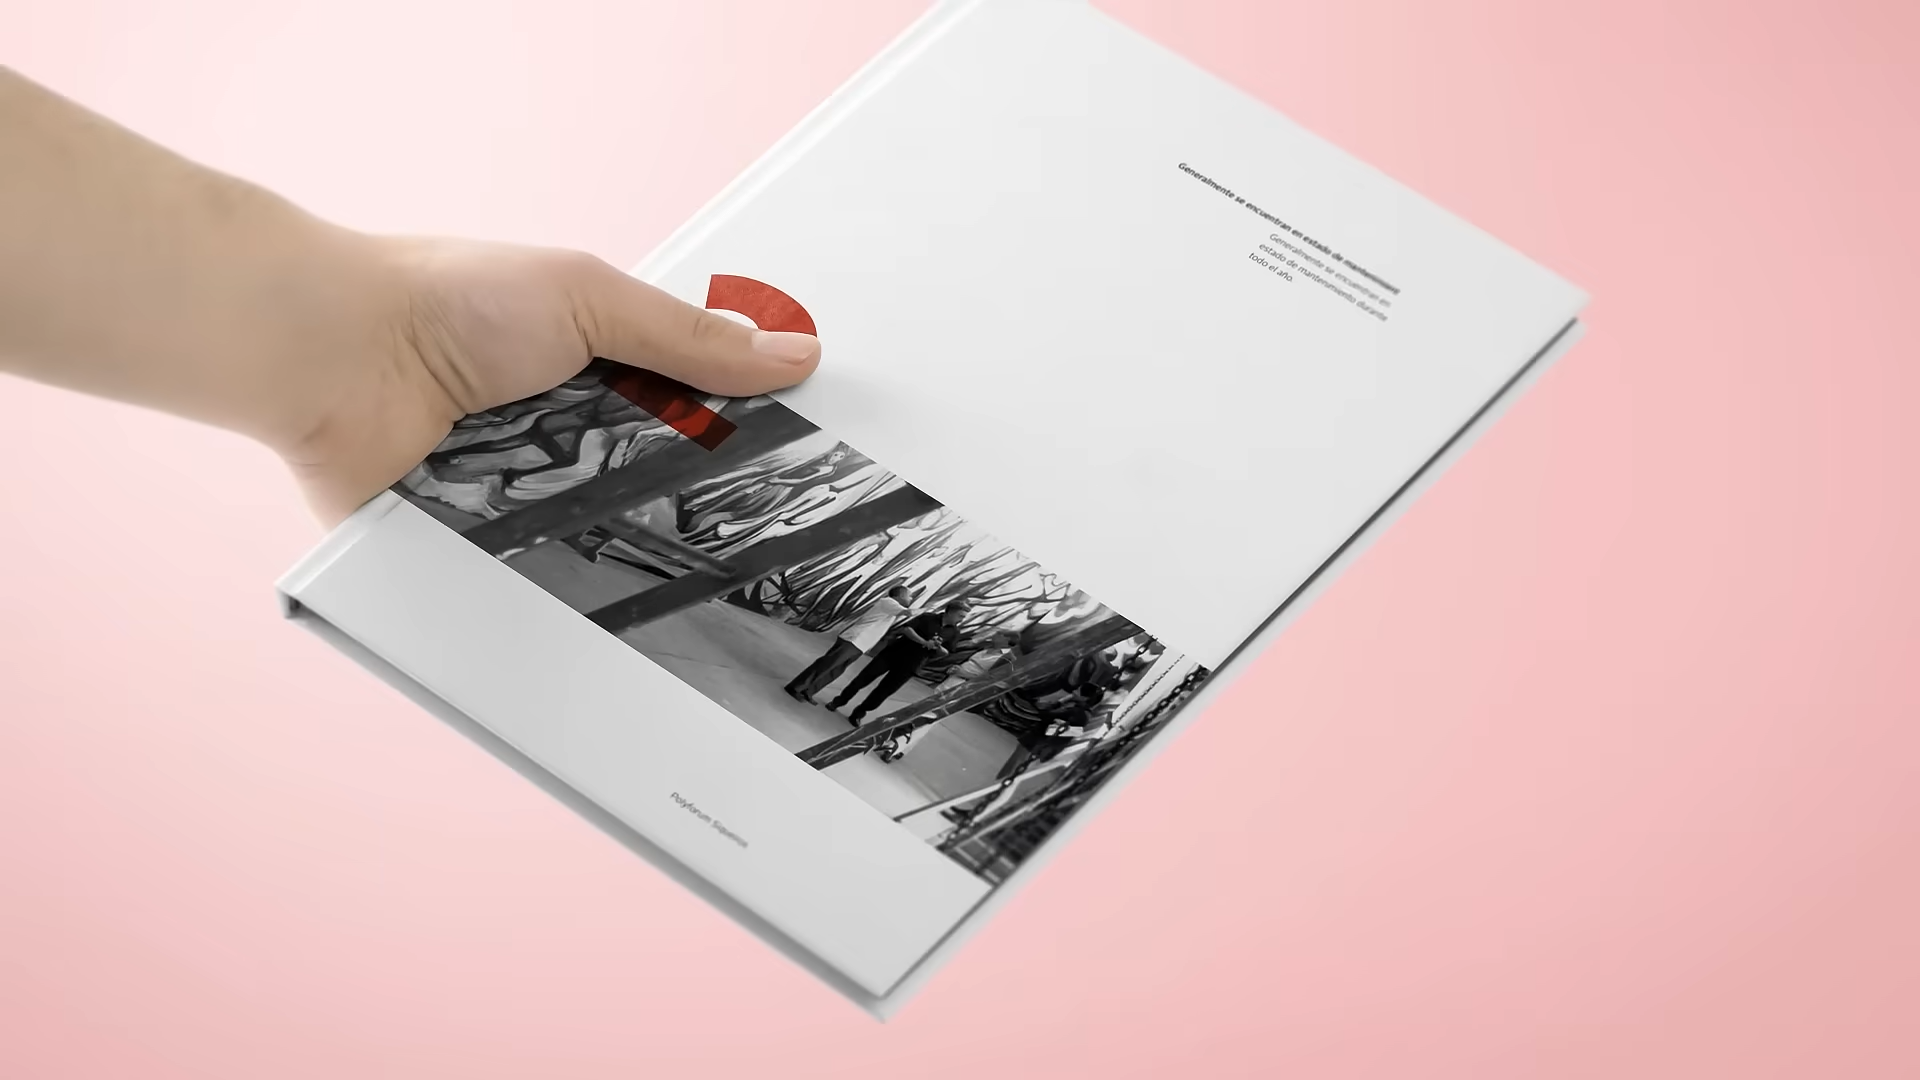 Generalmente se encuentran en estado de mantenimient
Generalmente se encuentran en
estado de mantenimiento durante
todo el año.
Polyforum Siqueiros